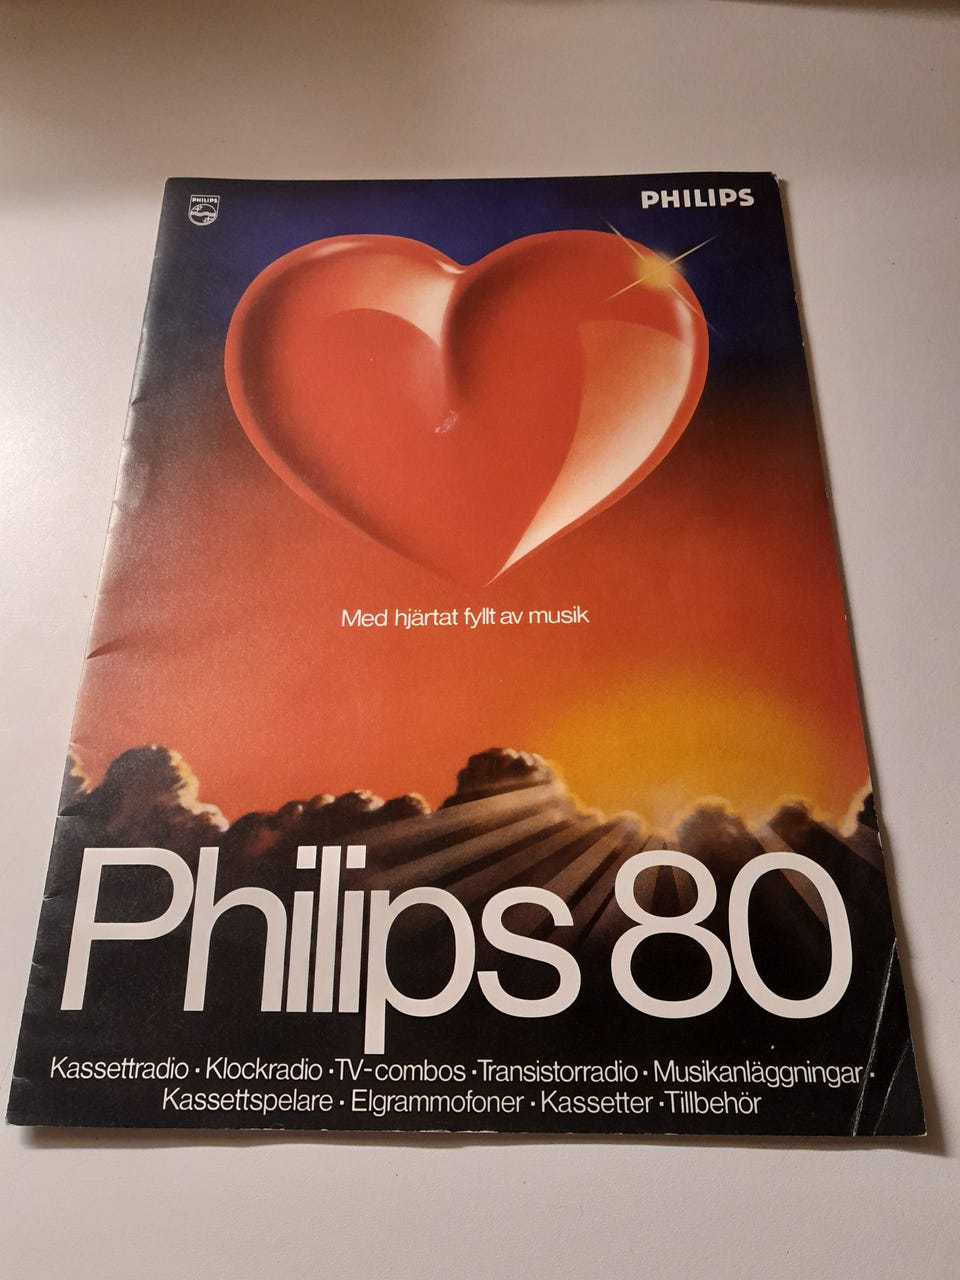 PHILIPS
PHILIPS
Med hjärtat fyllt av musik
Philips 80
Kassettradio · Klockradio · TV-combos · Transistorradio · Musikanläggningar ·
Kassettspelare · Elgrammofoner · Kassetter · Tillbehör